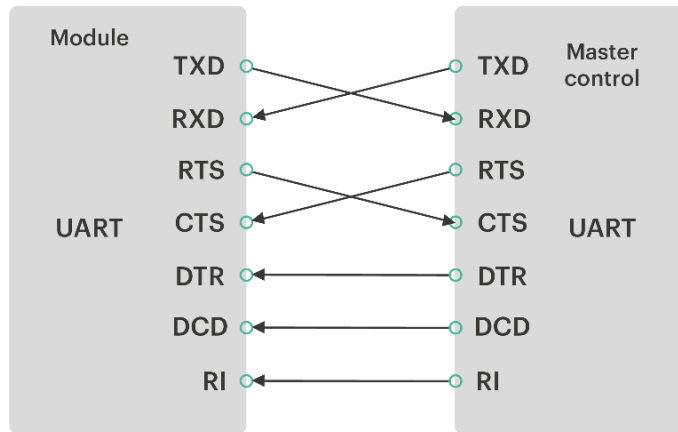 Module
TXD
RXD
RTS
UART
CTS
DTR
DCD
RI
Master
control
TXD
RXD
RTS
CTS
UART
DTR
DCD
RI